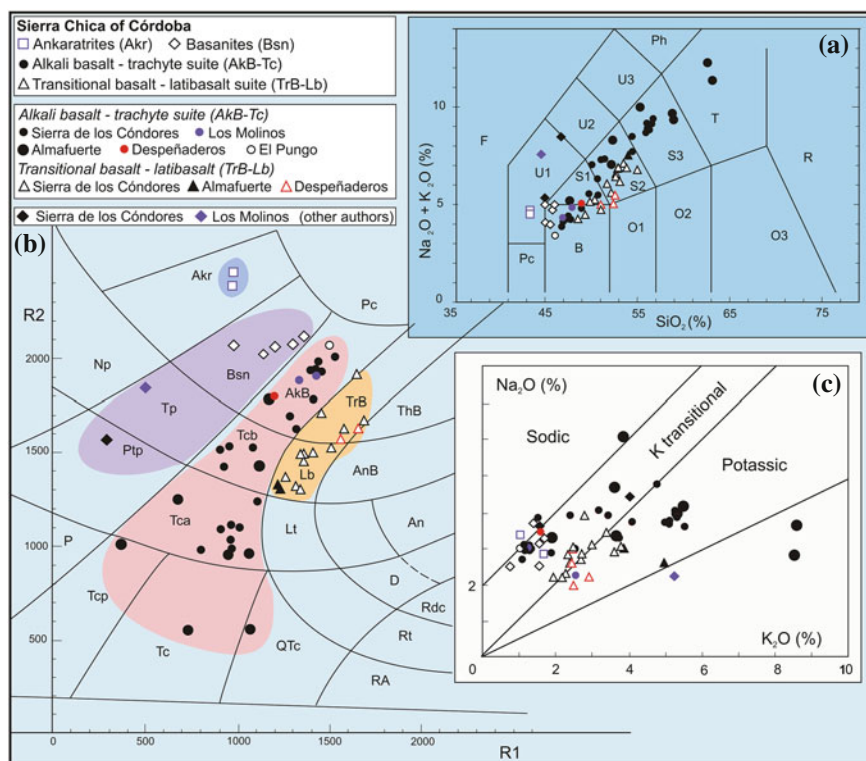 Sierra Chica of Córdoba
Ankaratrites (Akr) Basanites (Bsn)
Alkali basalt - trachyte suite (AkB-Tc)
Transitional basalt - latibasalt suite (TrB-Lb)
Alkali basalt - trachyte suite (AkB-Tc)
Sierra de los Cóndores Los Molinos
Almafuerte Despeñaderos El Pungo
Transitional basalt - latibasalt (TrB-Lb)
Sierra de los Cóndores Almafuerte Despeñaderos
Sierra de los Cóndores Los Molinos (other authors)
(a)
Na₂O + K₂O (%)
10
5
0
35 45 55 65 75
SiO₂ (%)
Ph
U3
F
U2
T
U1
S1
S3
R
S2
Pc
B
O1
O2
O3
(b)
R2
2000
1500
1000
500
0
0 500 1000 1500 2000
R1
Akr
Pc
Np
Bsn
AkB
TrB
ThB
Tp
Ptp
Tcb
Lb
AnB
Tca
Lt
An
P
D
Tcp
Rdc
Tc
QTc
Rt
RA
(c)
Na₂O (%)
Sodic
K transitional
Potassic
2
K₂O (%)
0 2 4 6 8 10